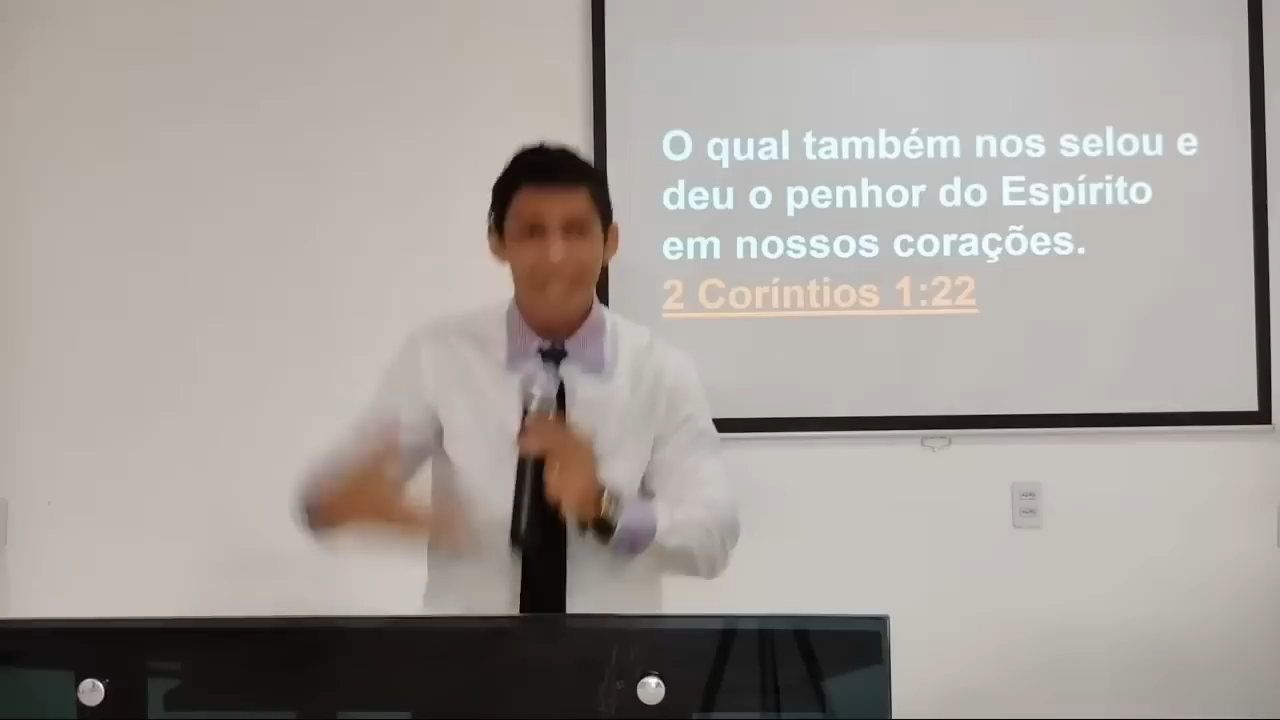 O qual também nos selou e
deu o penhor do Espírito
em nossos corações.
2 Coríntios 1:22